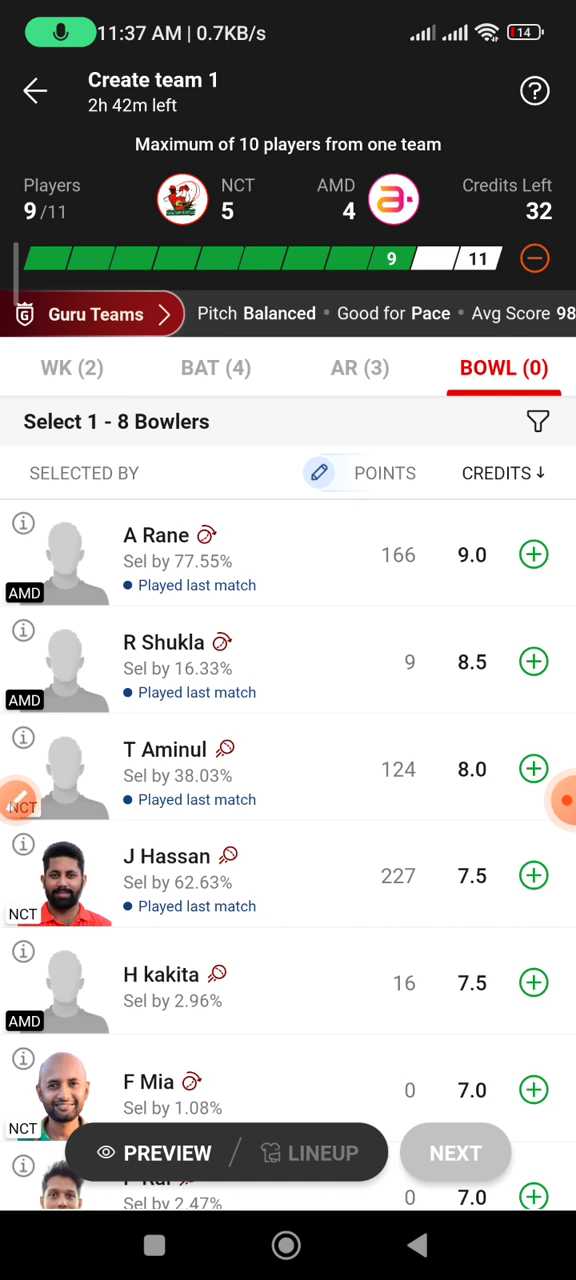 11:37 AM | 0.7KB/s
14
Create team 1
2h 42m left
Maximum of 10 players from one team
Players
9/11
NCT
5
AMD
4
Credits Left
32
9
11
Guru Teams
Pitch Balanced • Good for Pace • Avg Score 98
WK (2)
BAT (4)
AR (3)
BOWL (0)
Select 1 - 8 Bowlers
SELECTED BY
POINTS
CREDITS ↓
A Rane
Sel by 77.55%
Played last match
AMD
166
9.0
R Shukla
Sel by 16.33%
Played last match
AMD
9
8.5
T Aminul
Sel by 38.03%
Played last match
NCT
124
8.0
J Hassan
Sel by 62.63%
Played last match
NCT
227
7.5
H kakita
Sel by 2.96%
AMD
16
7.5
F Mia
Sel by 1.08%
NCT
0
7.0
PREVIEW / LINEUP
NEXT
Sel by 2.47%
0
7.0